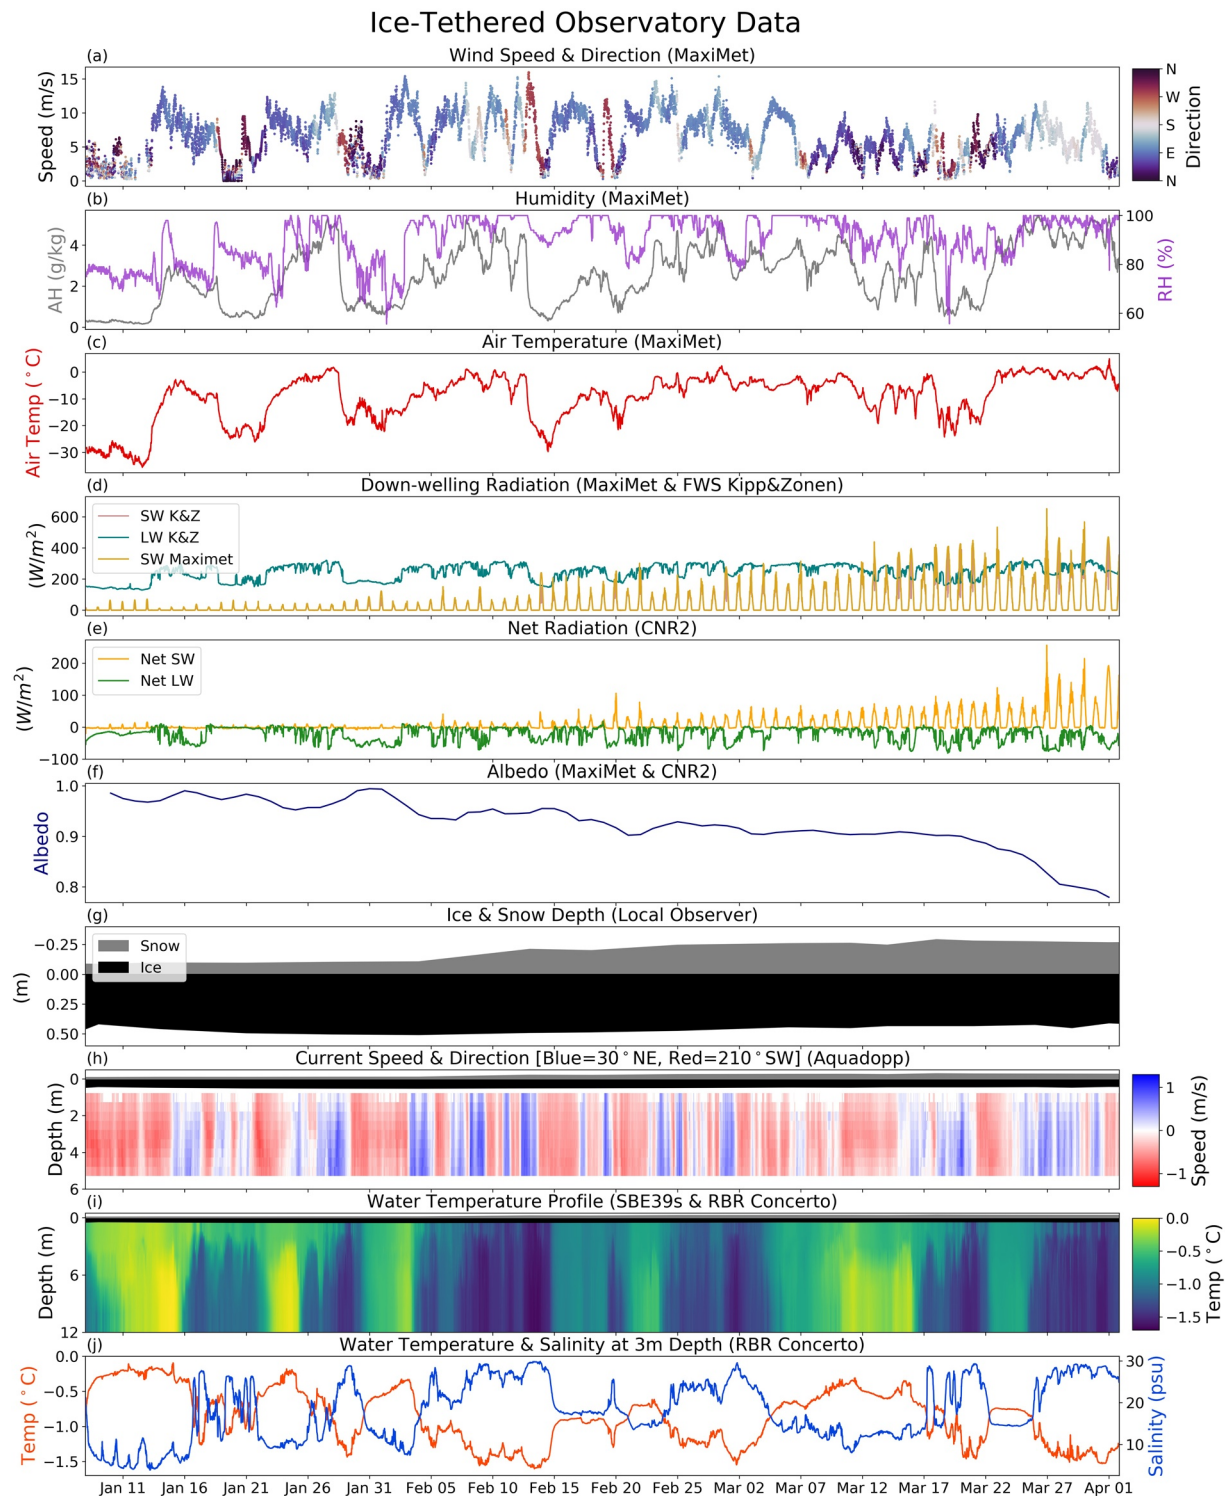 Ice-Tethered Observatory Data
(a)
Wind Speed & Direction (MaxiMet)
Speed (m/s)
15
10
5
0
N
W
S
E
N
Direction
(b)
Humidity (MaxiMet)
AH (g/kg)
4
2
0
100
80
60
RH (%)
(c)
Air Temperature (MaxiMet)
Air Temp (°C)
0
−10
−20
−30
(d)
Down-welling Radiation (MaxiMet & FWS Kipp&Zonen)
(W/m²)
600
400
200
0
SW K&Z
LW K&Z
SW Maximet
(e)
Net Radiation (CNR2)
(W/m²)
200
100
0
−100
Net SW
Net LW
(f)
Albedo (MaxiMet & CNR2)
Albedo
1.0
0.9
0.8
(g)
Ice & Snow Depth (Local Observer)
(m)
−0.25
0.00
0.25
0.50
Snow
Ice
(h)
Current Speed & Direction [Blue=30°NE, Red=210°SW] (Aquadopp)
Depth (m)
0
2
4
6
1
0
−1
Speed (m/s)
(i)
Water Temperature Profile (SBE39s & RBR Concerto)
Depth (m)
0
6
12
0.0
−0.5
−1.0
−1.5
Temp (°C)
(j)
Water Temperature & Salinity at 3m Depth (RBR Concerto)
Temp (°C)
0.0
−0.5
−1.0
−1.5
30
20
10
Salinity (psu)
Jan 11 Jan 16 Jan 21 Jan 26 Jan 31 Feb 05 Feb 10 Feb 15 Feb 20 Feb 25 Mar 02 Mar 07 Mar 12 Mar 17 Mar 22 Mar 27 Apr 01